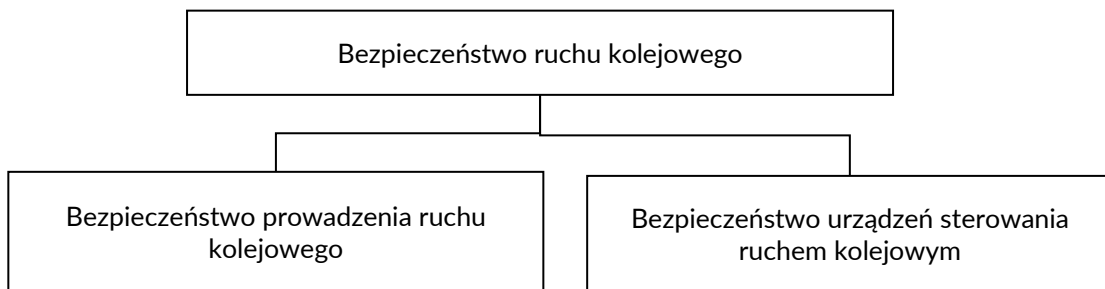 Bezpieczeństwo ruchu kolejowego
Bezpieczeństwo prowadzenia ruchu
kolejowego
Bezpieczeństwo urządzeń sterowania
ruchem kolejowym